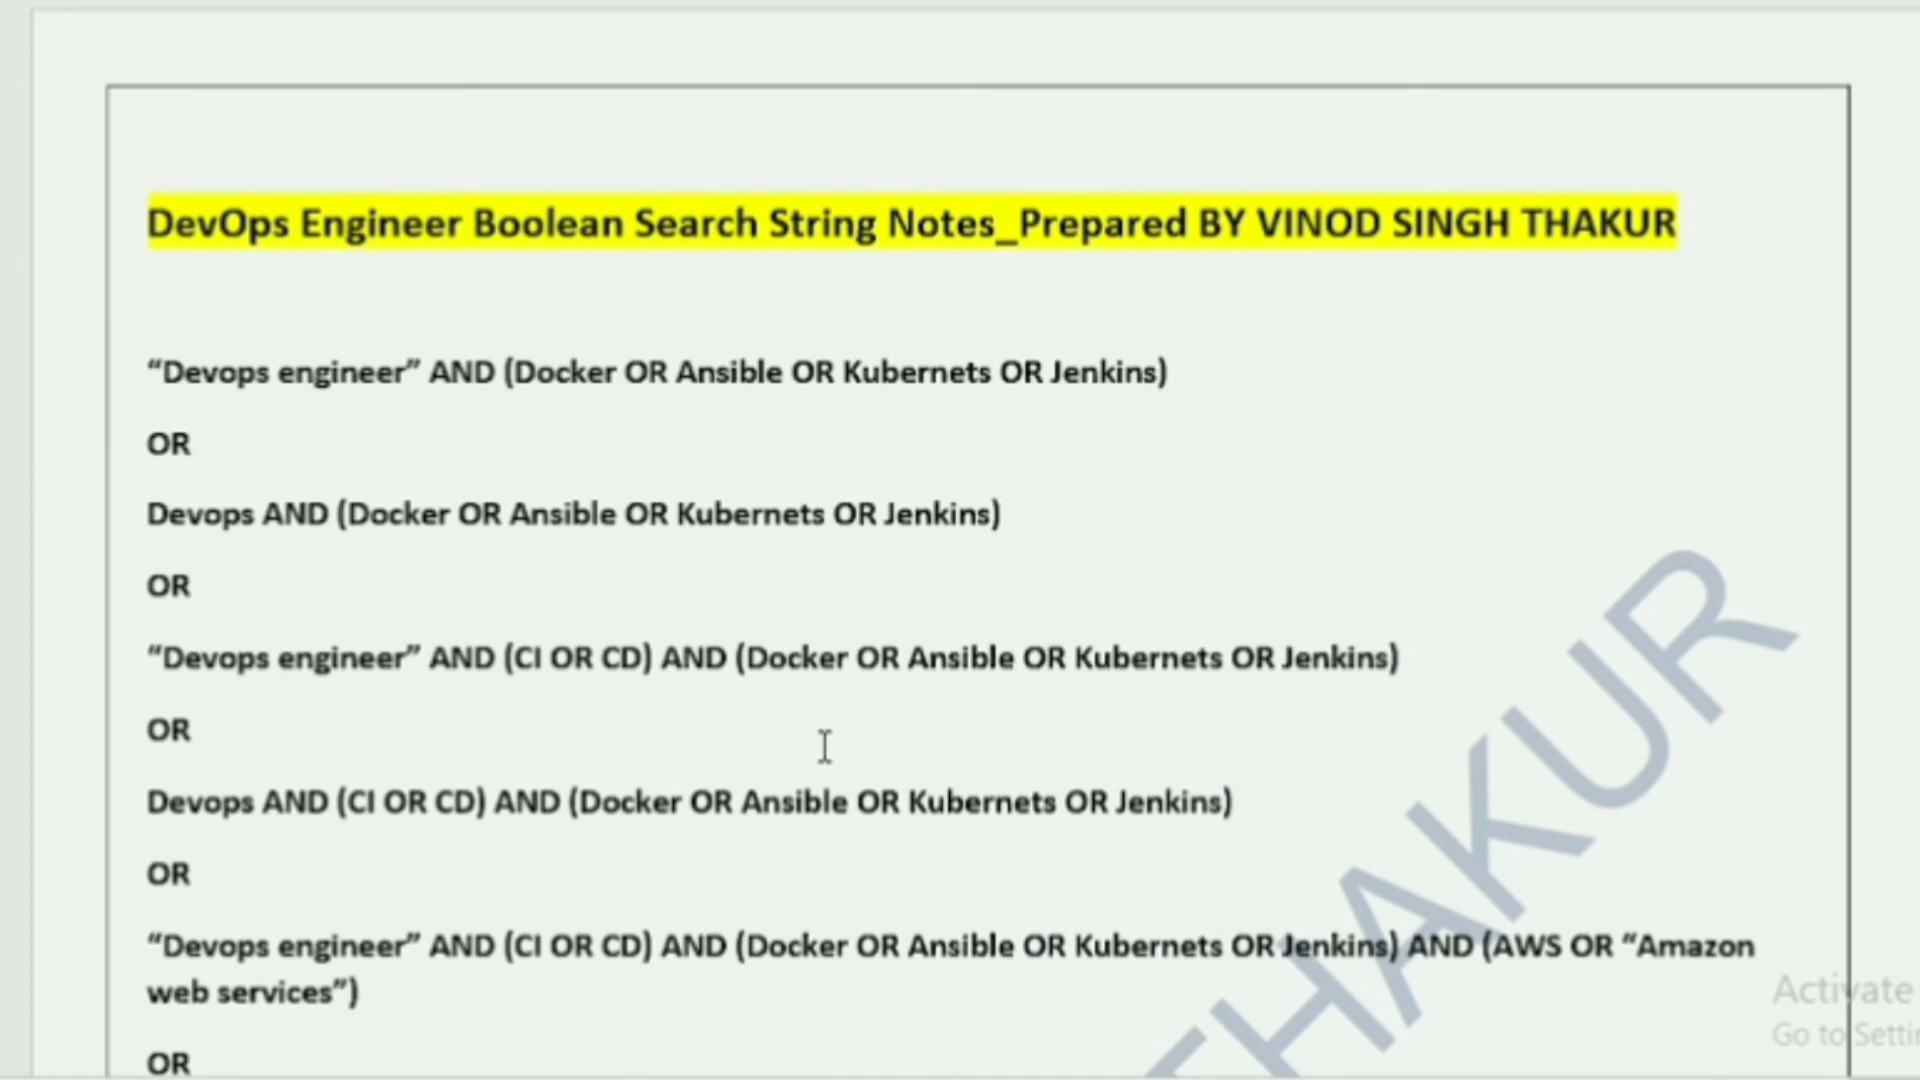 DevOps Engineer Boolean Search String Notes_Prepared BY VINOD SINGH THAKUR
“Devops engineer” AND (Docker OR Ansible OR Kubernets OR Jenkins)
OR
Devops AND (Docker OR Ansible OR Kubernets OR Jenkins)
OR
“Devops engineer” AND (CI OR CD) AND (Docker OR Ansible OR Kubernets OR Jenkins)
OR
Devops AND (CI OR CD) AND (Docker OR Ansible OR Kubernets OR Jenkins)
OR
“Devops engineer” AND (CI OR CD) AND (Docker OR Ansible OR Kubernets OR Jenkins) AND (AWS OR “Amazon
web services”)
OR
THAKUR
Activate
Go to Settin